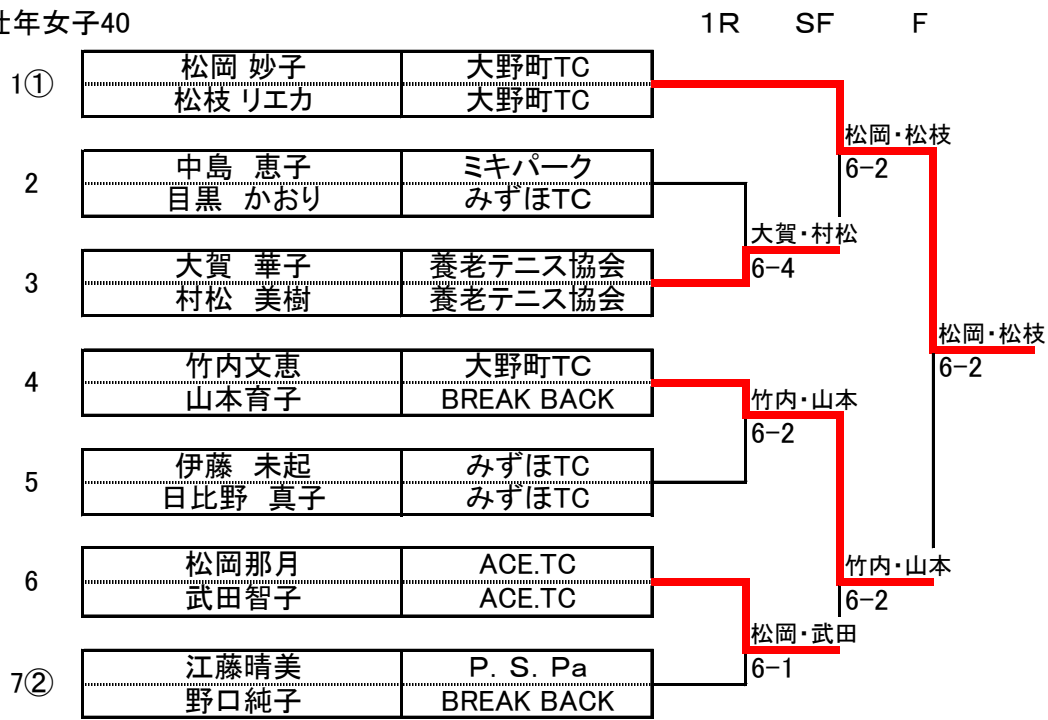 壮年女子40 1R SF F
1① 松岡 妙子 大野町TC
松枝 リエカ 大野町TC
松岡・松枝
6-2
2 中島 恵子 ミキパーク
目黒 かおり みずほTC
大賀・村松
6-4
3 大賀 華子 養老テニス協会
村松 美樹 養老テニス協会
松岡・松枝
6-2
4 竹内文恵 大野町TC
山本育子 BREAK BACK
竹内・山本
6-2
5 伊藤 未起 みずほTC
日比野 真子 みずほTC
6 松岡那月 ACE.TC
武田智子 ACE.TC
竹内・山本
6-2
松岡・武田
6-1
7② 江藤晴美 P. S. Pa
野口純子 BREAK BACK